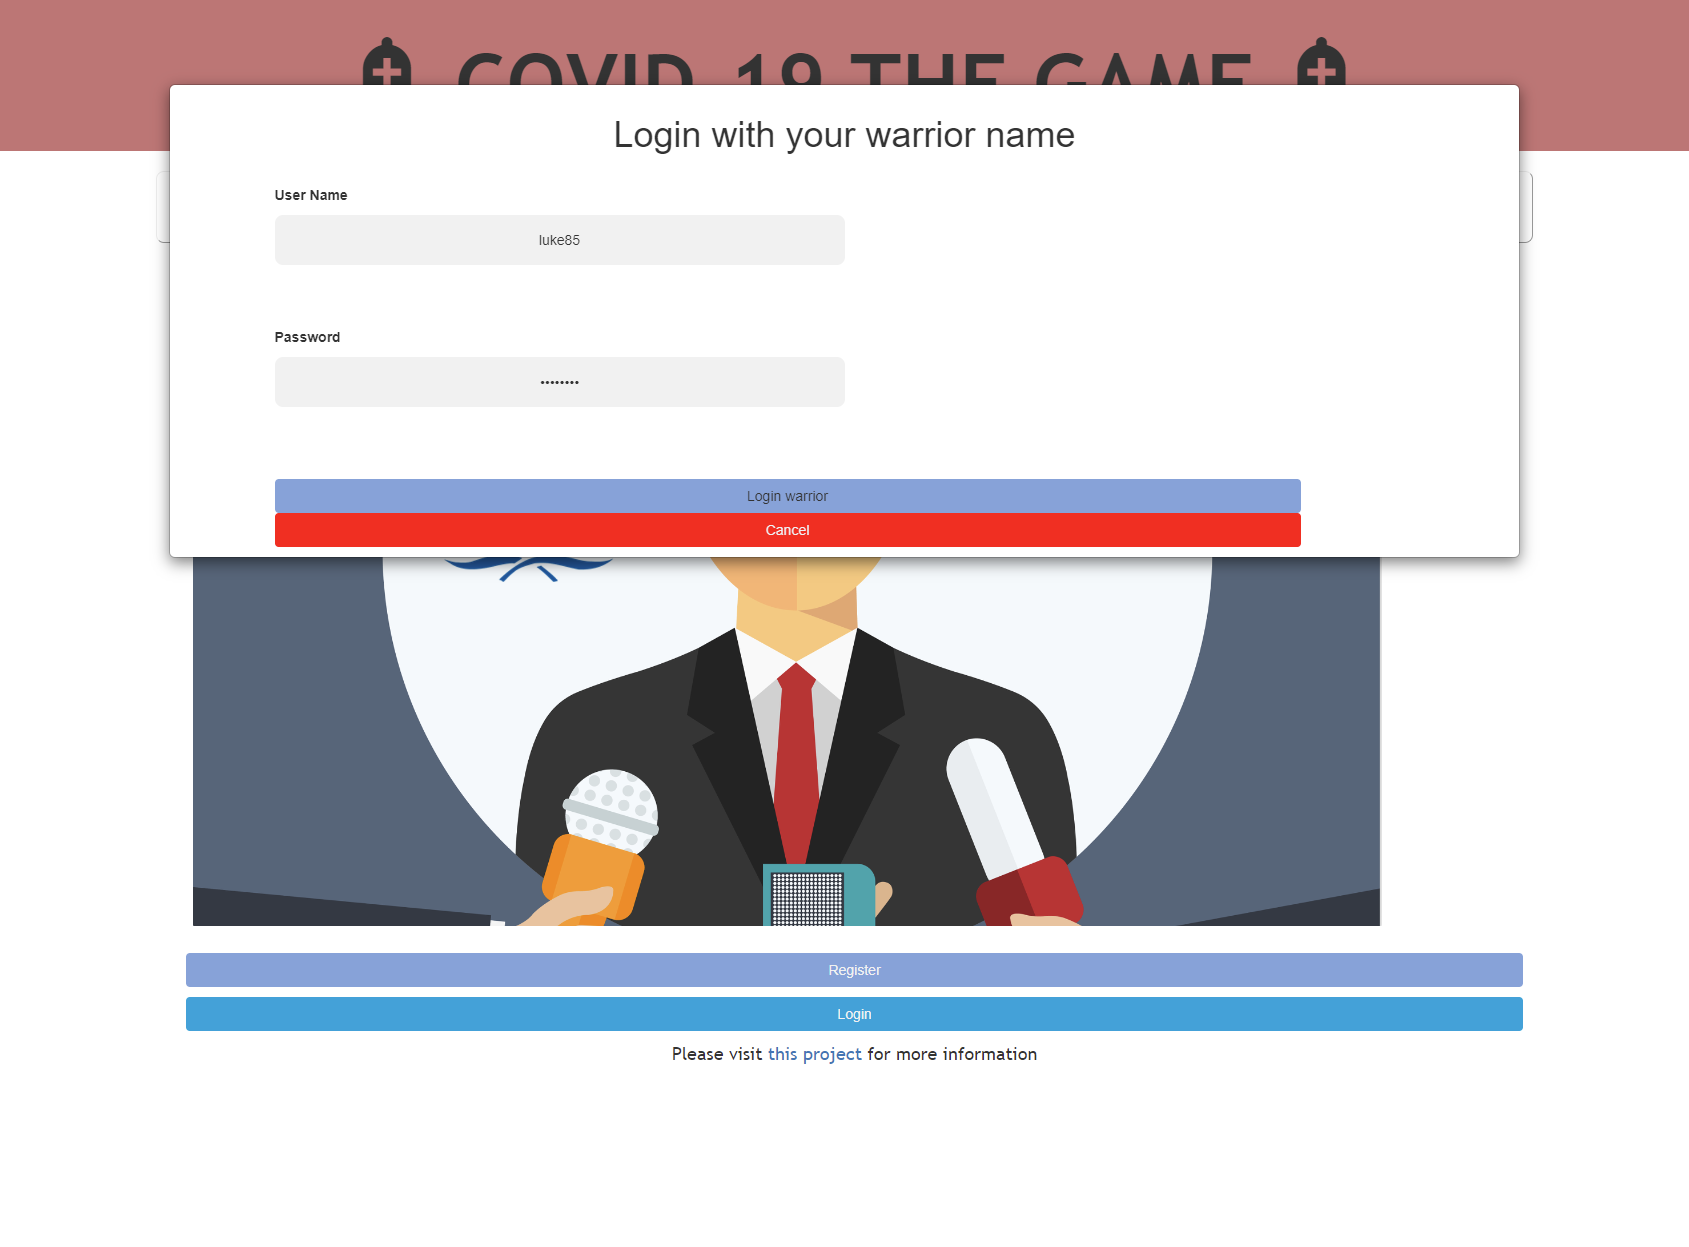 COVID-19 THE GAME
Login with your warrior name
User Name
luke85
Password
••••••••
Login warrior
Cancel
Register
Login
Please visit this project for more information